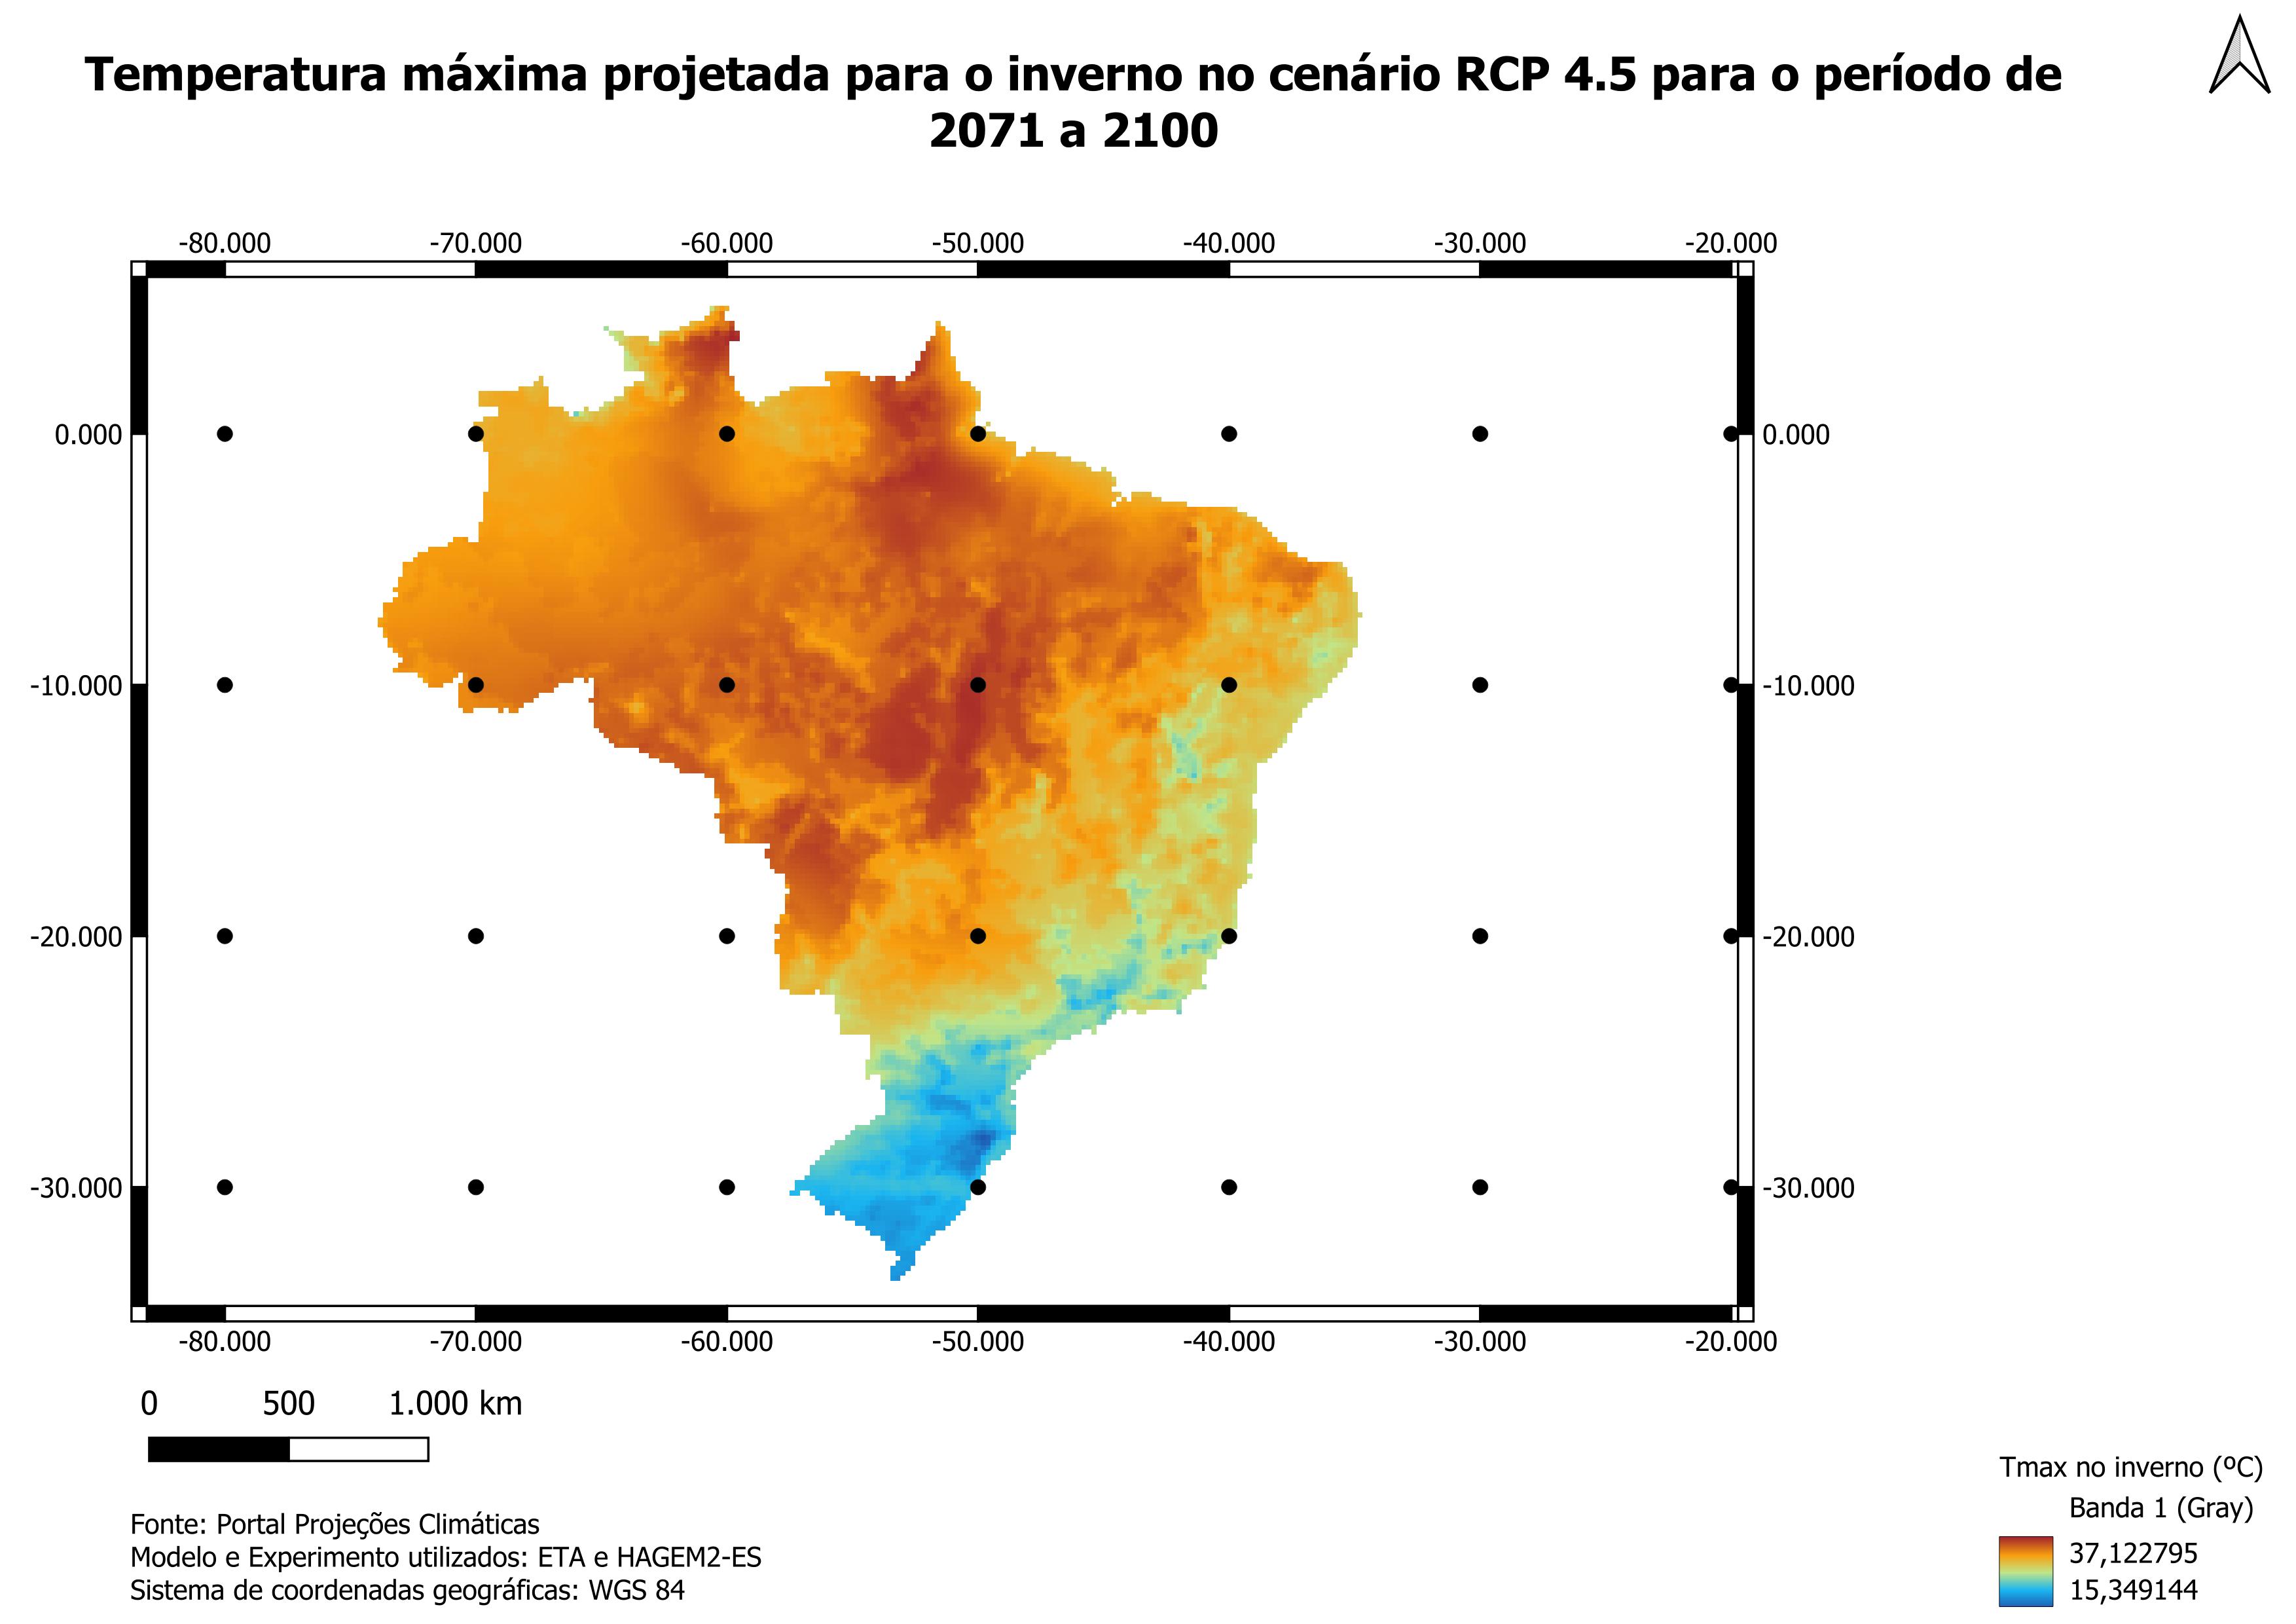 Temperatura máxima projetada para o inverno no cenário RCP 4.5 para o período de
2071 a 2100
-80.000 -70.000 -60.000 -50.000 -40.000 -30.000 -20.000
0.000 0.000
-10.000 -10.000
-20.000 -20.000
-30.000 -30.000
-80.000 -70.000 -60.000 -50.000 -40.000 -30.000 -20.000
0 500 1.000 km
Tmax no inverno (ºC)
Banda 1 (Gray)
37,122795
15,349144
Fonte: Portal Projeções Climáticas
Modelo e Experimento utilizados: ETA e HAGEM2-ES
Sistema de coordenadas geográficas: WGS 84